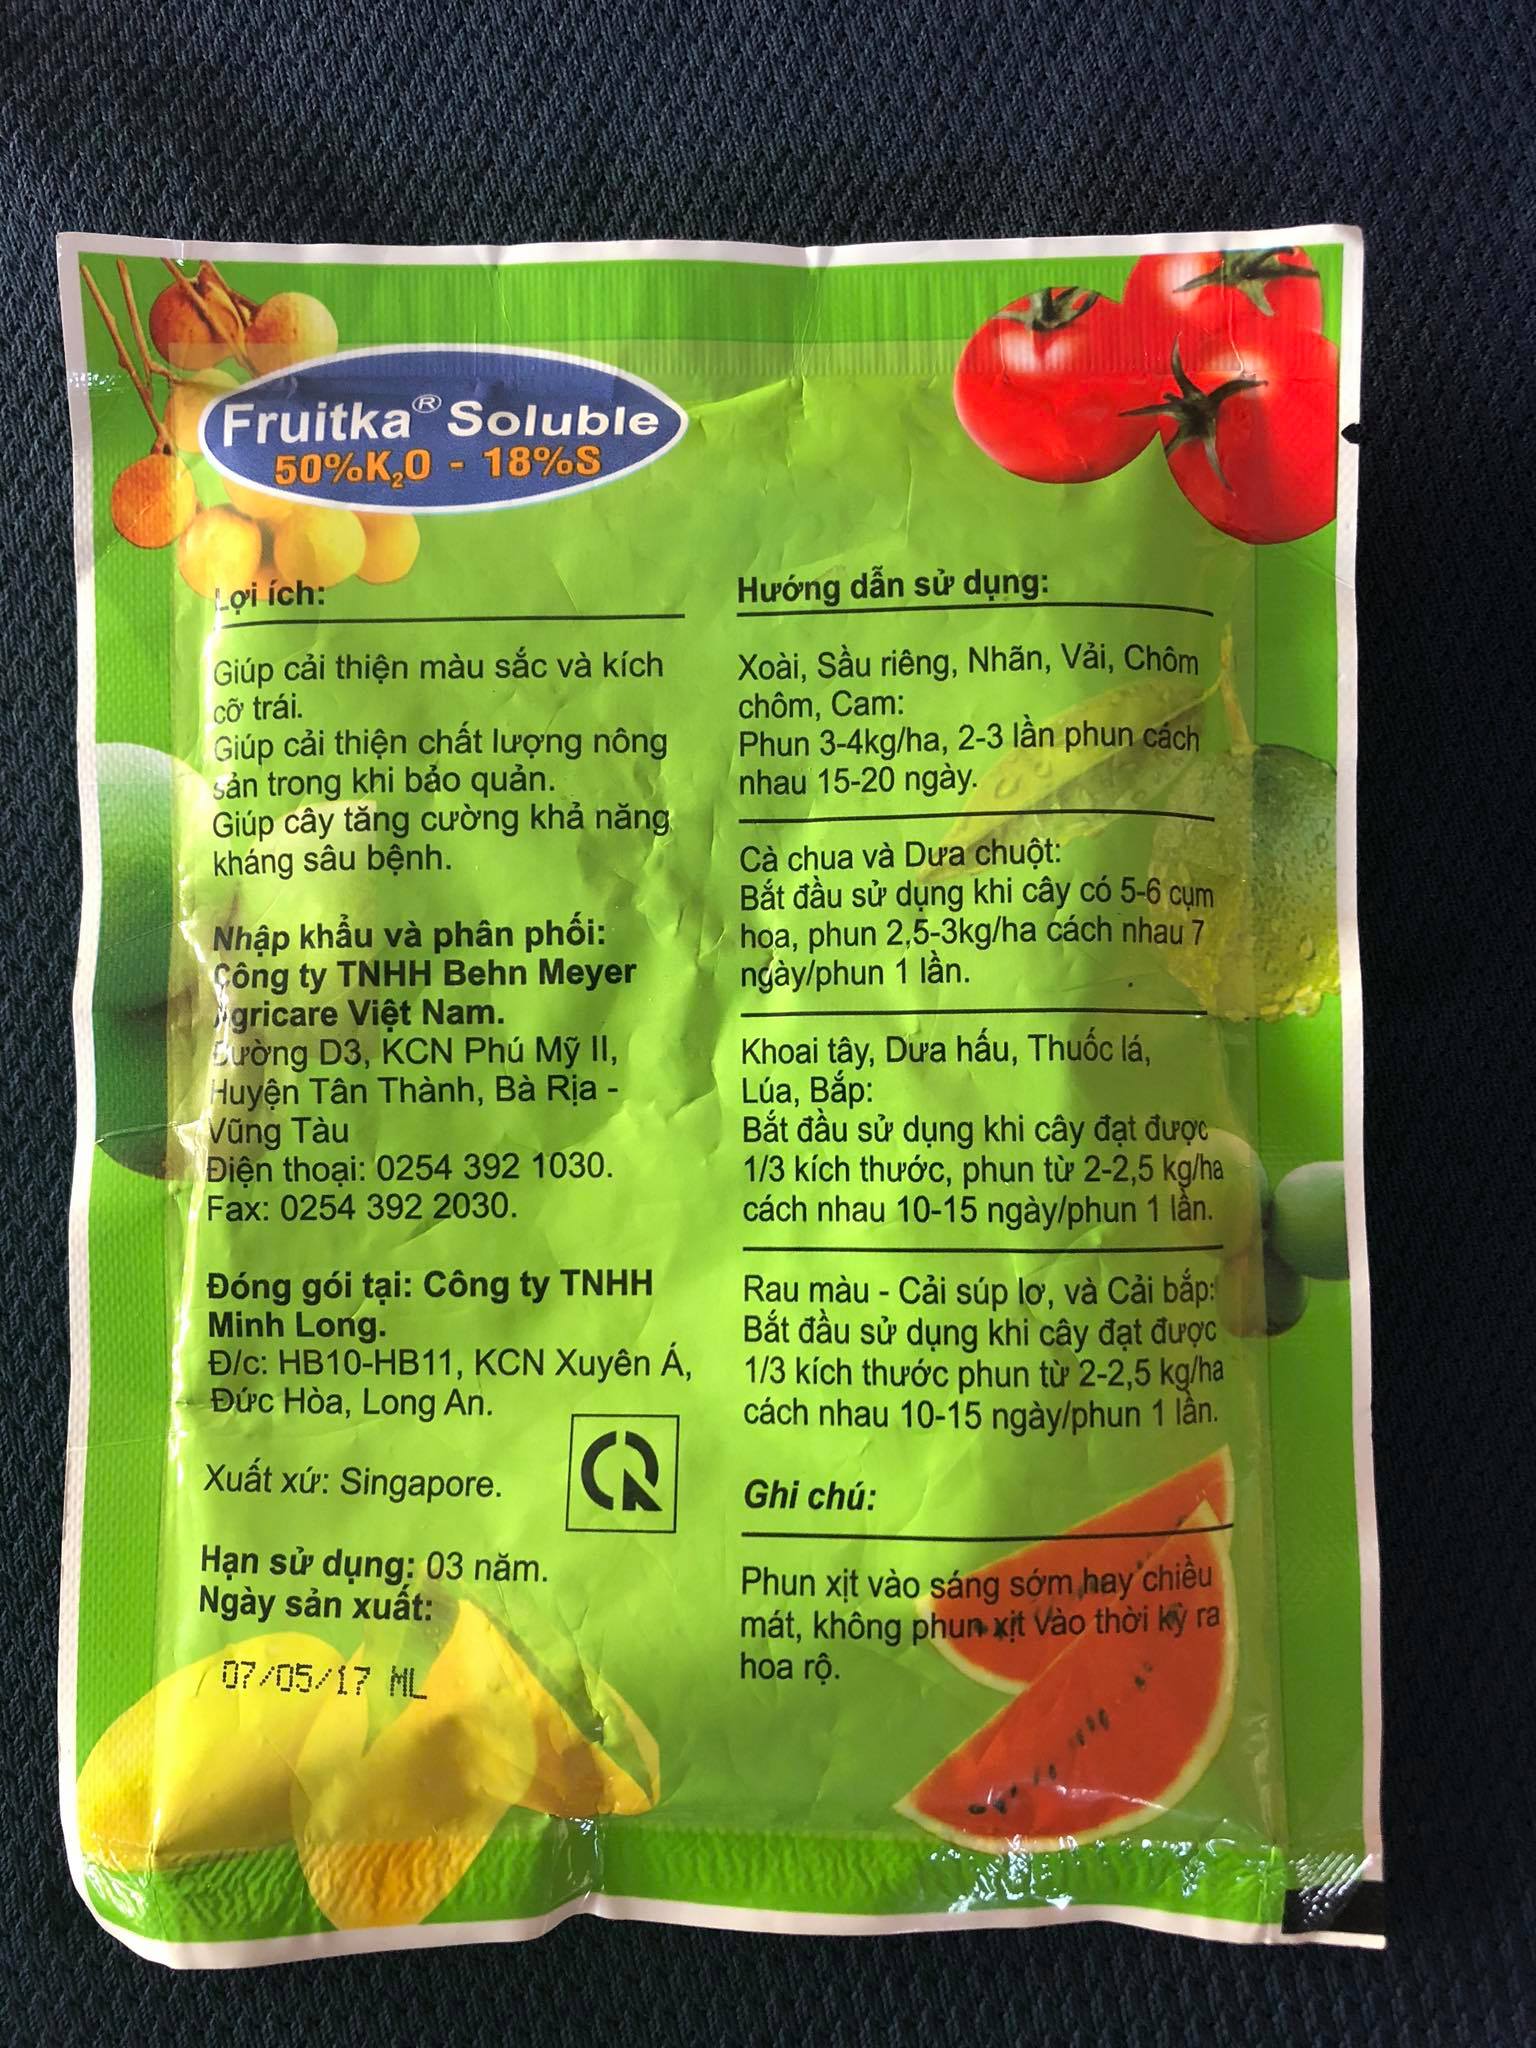 Fruitka® Soluble
50%K₂O - 18%S
Lợi ích:
Giúp cải thiện màu sắc và kích
cỡ trái.
Giúp cải thiện chất lượng nông
sản trong khi bảo quản.
Giúp cây tăng cường khả năng
kháng sâu bệnh.
Nhập khẩu và phân phối:
Công ty TNHH Behn Meyer
Agricare Việt Nam.
Đường D3, KCN Phú Mỹ II,
Huyện Tân Thành, Bà Rịa -
Vũng Tàu
Điện thoại: 0254 392 1030.
Fax: 0254 392 2030.
Đóng gói tại: Công ty TNHH
Minh Long.
Đ/c: HB10-HB11, KCN Xuyên Á,
Đức Hòa, Long An.
Xuất xứ: Singapore.
Hạn sử dụng: 03 năm.
Ngày sản xuất:
07/05/17 ML
Hướng dẫn sử dụng:
Xoài, Sầu riêng, Nhãn, Vải, Chôm
chôm, Cam:
Phun 3-4kg/ha, 2-3 lần phun cách
nhau 15-20 ngày.
Cà chua và Dưa chuột:
Bắt đầu sử dụng khi cây có 5-6 cụm
hoa, phun 2,5-3kg/ha cách nhau 7
ngày/phun 1 lần.
Khoai tây, Dưa hấu, Thuốc lá,
Lúa, Bắp:
Bắt đầu sử dụng khi cây đạt được
1/3 kích thước, phun từ 2-2,5 kg/ha
cách nhau 10-15 ngày/phun 1 lần.
Rau màu - Cải súp lơ, và Cải bắp:
Bắt đầu sử dụng khi cây đạt được
1/3 kích thước phun từ 2-2,5 kg/ha
cách nhau 10-15 ngày/phun 1 lần.
Ghi chú:
Phun xịt vào sáng sớm hay chiều
mát, không phun xịt vào thời kỳ ra
hoa rộ.